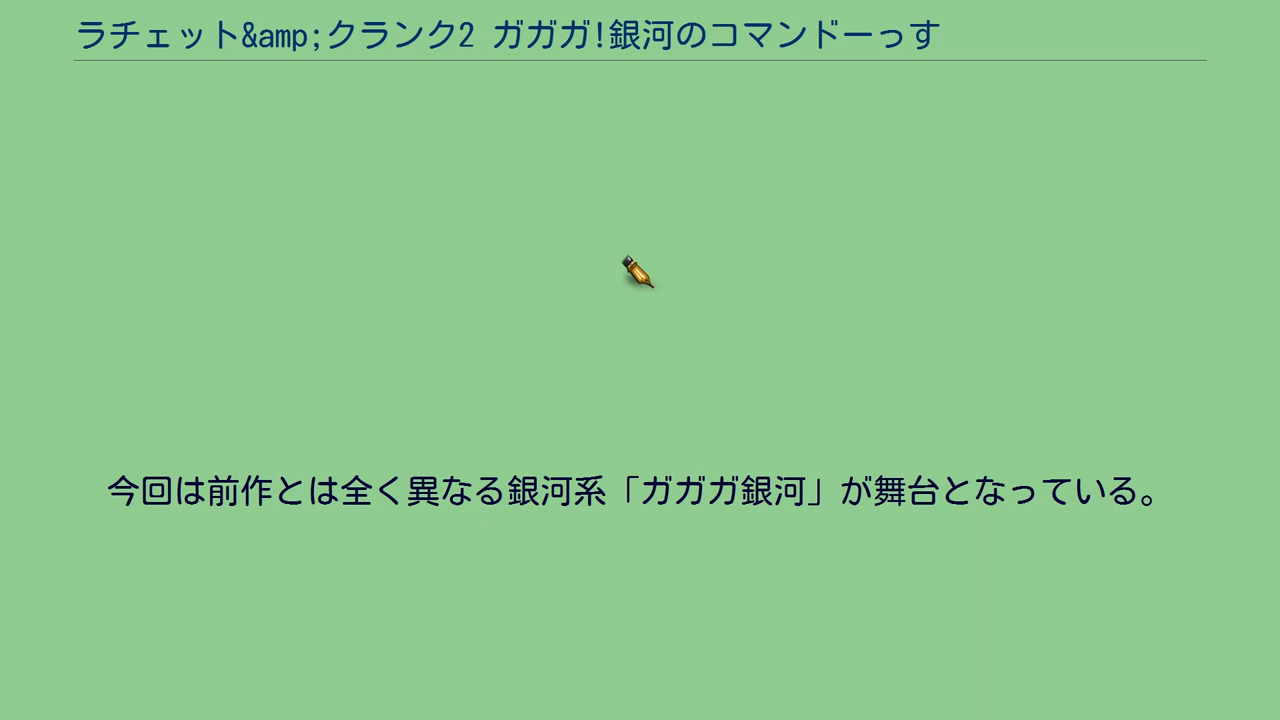 ラチェット&amp;クランク2 ガガガ!銀河のコマンドーっす
今回は前作とは全く異なる銀河系「ガガガ銀河」が舞台となっている。